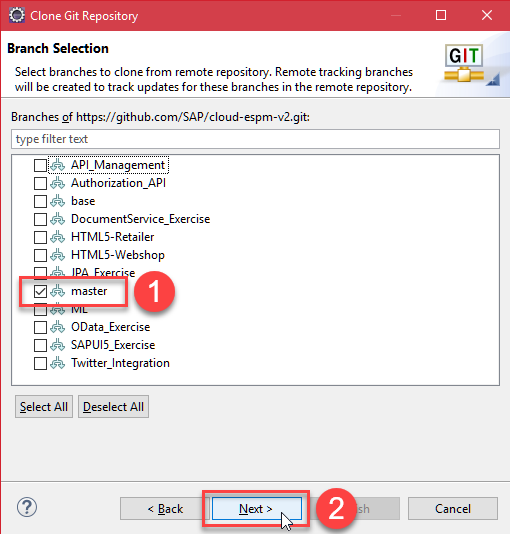 Clone Git Repository
Branch Selection
Select branches to clone from remote repository. Remote tracking branches
will be created to track updates for these branches in the remote repository.
GIT
Branches of https://github.com/SAP/cloud-espm-v2.git:
type filter text
API_Management
Authorization_API
base
DocumentService_Exercise
HTML5-Retailer
HTML5-Webshop
JPA_Exercise
master
1
ML
OData_Exercise
SAPUI5_Exercise
Twitter_Integration
Select All Deselect All
? < Back Next > 2 Cancel